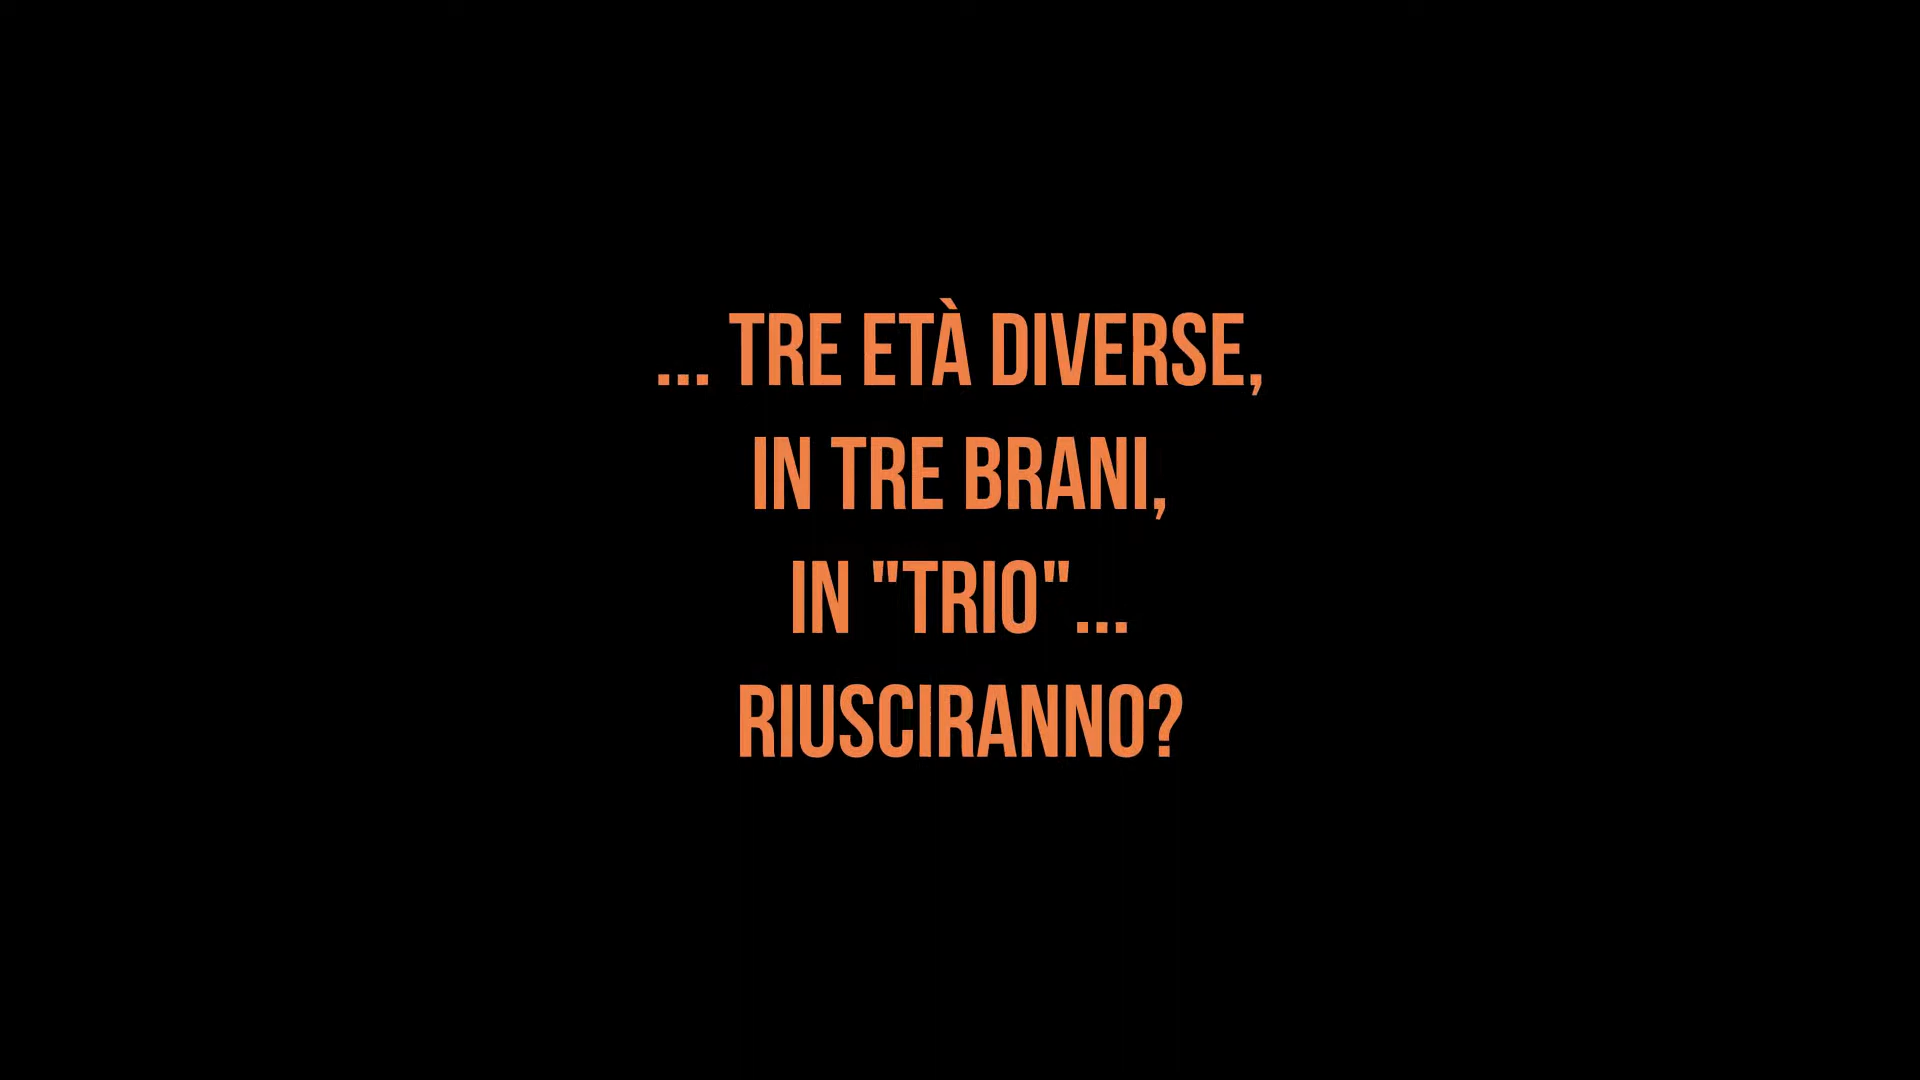 ... TRE ETÀ DIVERSE,
IN TRE BRANI,
IN "TRIO"...
RIUSCIRANNO?